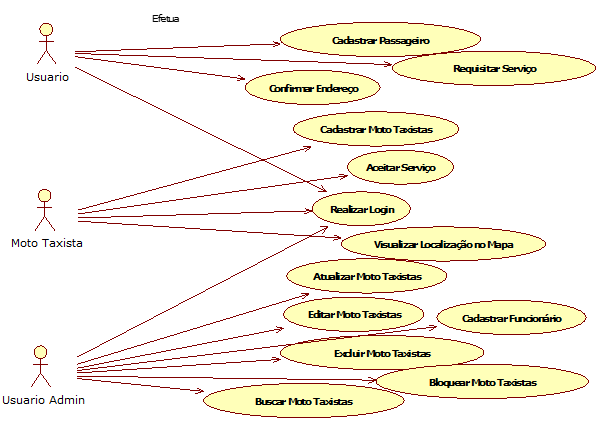 Efetua
Cadastrar Passageiro
Requisitar Serviço
Usuario
Confirmar Endereço
Cadastrar Moto Taxistas
Aceitar Serviço
Realizar Login
Moto Taxista
Visualizar Localização no Mapa
Atualizar Moto Taxistas
Editar Moto Taxistas
Cadastrar Funcionário
Excluir Moto Taxistas
Bloquear Moto Taxistas
Usuario Admin
Buscar Moto Taxistas